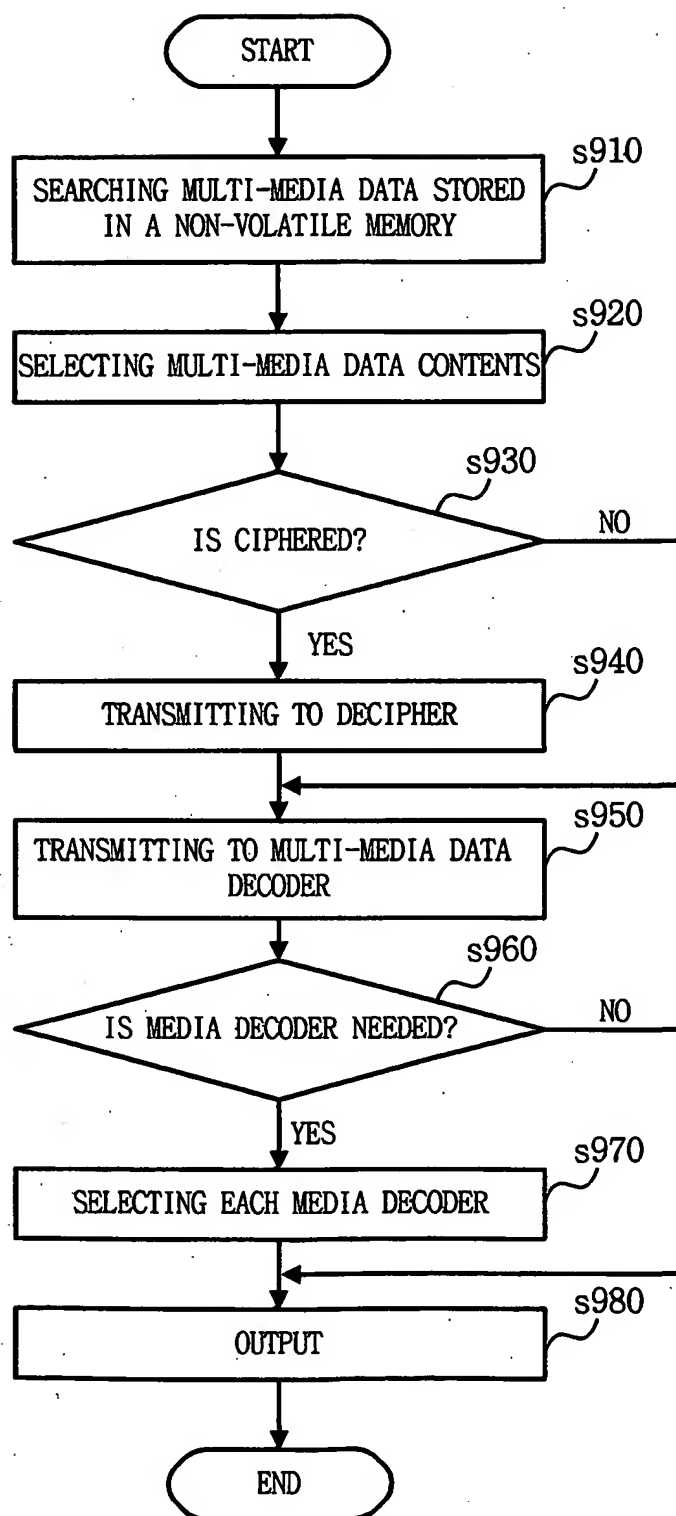 START
s910
SEARCHING MULTI-MEDIA DATA STORED
IN A NON-VOLATILE MEMORY
s920
SELECTING MULTI-MEDIA DATA CONTENTS
s930
IS CIPHERED?
NO
YES
s940
TRANSMITTING TO DECIPHER
s950
TRANSMITTING TO MULTI-MEDIA DATA
DECODER
s960
IS MEDIA DECODER NEEDED?
NO
YES
s970
SELECTING EACH MEDIA DECODER
s980
OUTPUT
END